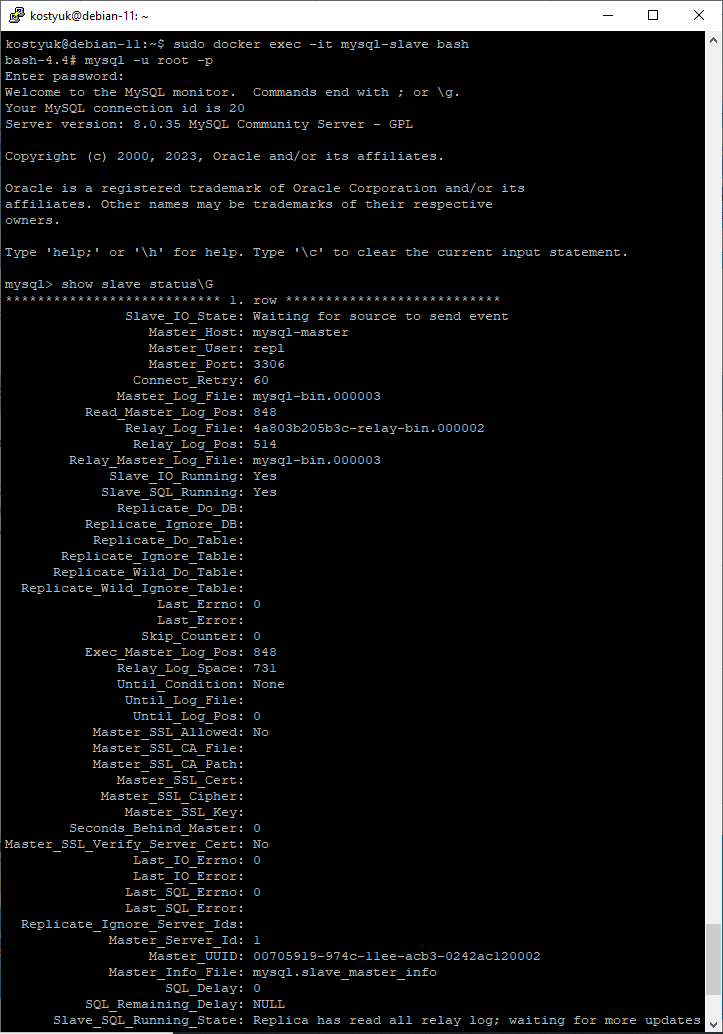 kostyuk@debian-11: ~
kostyuk@debian-11:~$ sudo docker exec -it mysql-slave bash
bash-4.4# mysql -u root -p
Enter password:
Welcome to the MySQL monitor.  Commands end with ; or \g.
Your MySQL connection id is 20
Server version: 8.0.35 MySQL Community Server - GPL
Copyright (c) 2000, 2023, Oracle and/or its affiliates.
Oracle is a registered trademark of Oracle Corporation and/or its
affiliates. Other names may be trademarks of their respective
owners.
Type 'help;' or '\h' for help. Type '\c' to clear the current input statement.
mysql> show slave status\G
*************************** 1. row ***************************
Slave_IO_State: Waiting for source to send event
Master_Host: mysql-master
Master_User: repl
Master_Port: 3306
Connect_Retry: 60
Master_Log_File: mysql-bin.000003
Read_Master_Log_Pos: 848
Relay_Log_File: 4a803b205b3c-relay-bin.000002
Relay_Log_Pos: 514
Relay_Master_Log_File: mysql-bin.000003
Slave_IO_Running: Yes
Slave_SQL_Running: Yes
Replicate_Do_DB:
Replicate_Ignore_DB:
Replicate_Do_Table:
Replicate_Ignore_Table:
Replicate_Wild_Do_Table:
Replicate_Wild_Ignore_Table:
Last_Errno: 0
Last_Error:
Skip_Counter: 0
Exec_Master_Log_Pos: 848
Relay_Log_Space: 731
Until_Condition: None
Until_Log_File:
Until_Log_Pos: 0
Master_SSL_Allowed: No
Master_SSL_CA_File:
Master_SSL_CA_Path:
Master_SSL_Cert:
Master_SSL_Cipher:
Master_SSL_Key:
Seconds_Behind_Master: 0
Master_SSL_Verify_Server_Cert: No
Last_IO_Errno: 0
Last_IO_Error:
Last_SQL_Errno: 0
Last_SQL_Error:
Replicate_Ignore_Server_Ids:
Master_Server_Id: 1
Master_UUID: 00705919-974c-11ee-acb3-0242ac120002
Master_Info_File: mysql.slave_master_info
SQL_Delay: 0
SQL_Remaining_Delay: NULL
Slave_SQL_Running_State: Replica has read all relay log; waiting for more updates